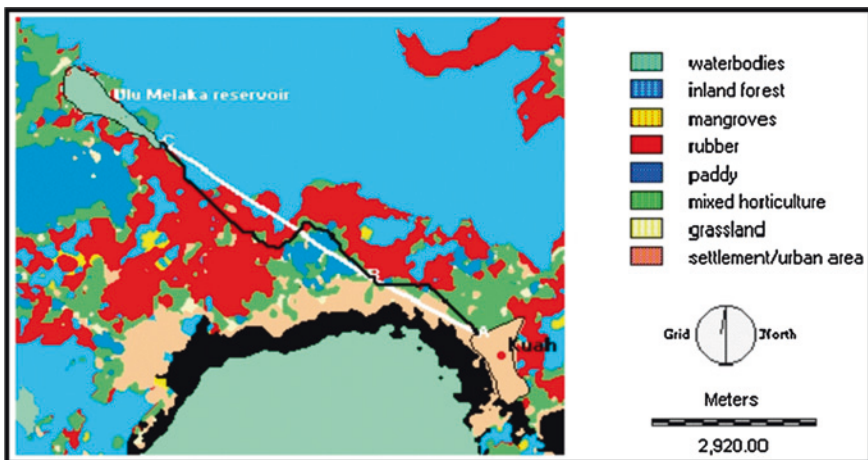 Ulu Melaka reservoir
C
B
A
Kuah
waterbodies
inland forest
mangroves
rubber
paddy
mixed horticulture
grassland
settlement/urban area
Grid North
Meters
2,920.00